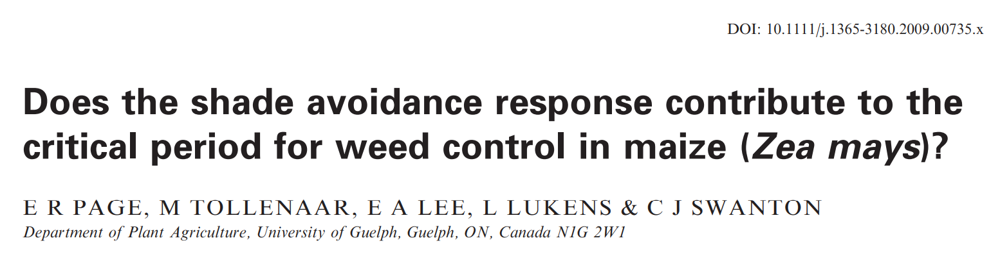 DOI: 10.1111/j.1365-3180.2009.00735.x
Does the shade avoidance response contribute to the
critical period for weed control in maize (Zea mays)?
E R PAGE, M TOLLENAAR, E A LEE, L LUKENS & C J SWANTON
Department of Plant Agriculture, University of Guelph, Guelph, ON, Canada N1G 2W1